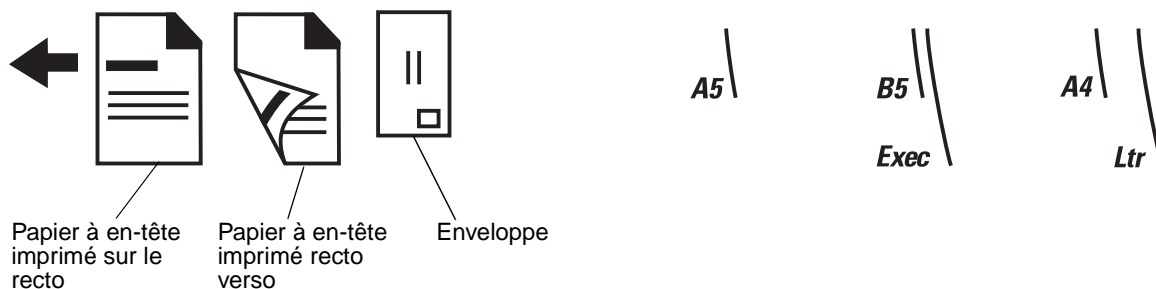 A5
B5
A4
Exec
Ltr
Papier à en-tête
imprimé sur le
recto
Papier à en-tête
imprimé recto
verso
Enveloppe